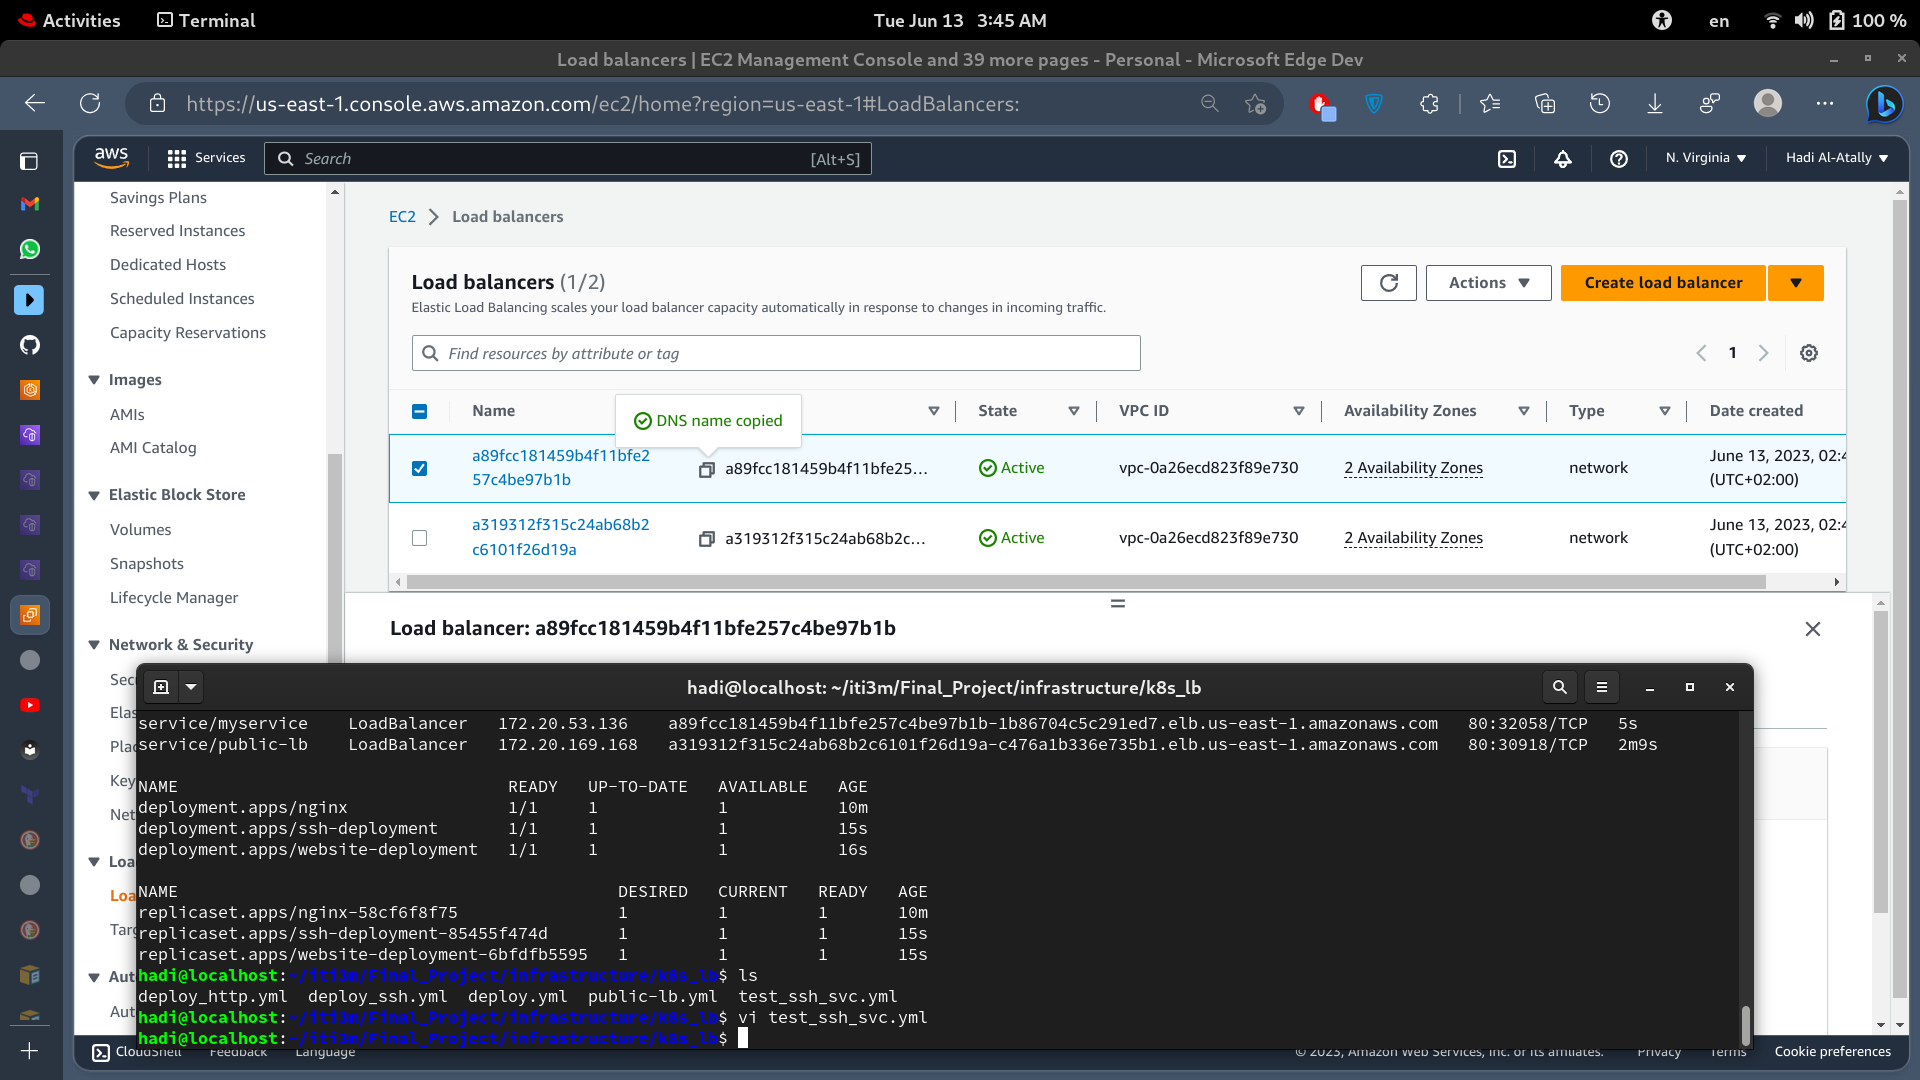 Activities
Terminal
Tue Jun 13 3:45 AM
en
100 %
Load balancers | EC2 Management Console and 39 more pages - Personal - Microsoft Edge Dev
https://us-east-1.console.aws.amazon.com/ec2/home?region=us-east-1#LoadBalancers:
aws
Services
Search
[Alt+S]
N. Virginia
Hadi Al-Atally
Savings Plans
Reserved Instances
Dedicated Hosts
Scheduled Instances
Capacity Reservations
Images
AMIs
AMI Catalog
Elastic Block Store
Volumes
Snapshots
Lifecycle Manager
Network & Security
EC2 > Load balancers
Load balancers (1/2)
Elastic Load Balancing scales your load balancer capacity automatically in response to changes in incoming traffic.
Actions
Create load balancer
Find resources by attribute or tag
1
Name State VPC ID Availability Zones Type Date created
DNS name copied
a89fcc181459b4f11bfe2
57c4be97b1b
a89fcc181459b4f11bfe25...
Active
vpc-0a26ecd823f89e730
2 Availability Zones
network
June 13, 2023, 02:4
(UTC+02:00)
a319312f315c24ab68b2
c6101f26d19a
a319312f315c24ab68b2c...
Active
vpc-0a26ecd823f89e730
2 Availability Zones
network
June 13, 2023, 02:4
(UTC+02:00)
Load balancer: a89fcc181459b4f11bfe257c4be97b1b
Sec
Elas
Plac
Key
Net
Loa
Loa
Targ
Aut
Aut
hadi@localhost: ~/iti3m/Final_Project/infrastructure/k8s_lb
service/myservice LoadBalancer 172.20.53.136 a89fcc181459b4f11bfe257c4be97b1b-1b86704c5c291ed7.elb.us-east-1.amazonaws.com 80:32058/TCP 5s
service/public-lb LoadBalancer 172.20.169.168 a319312f315c24ab68b2c6101f26d19a-c476a1b336e735b1.elb.us-east-1.amazonaws.com 80:30918/TCP 2m9s
NAME READY UP-TO-DATE AVAILABLE AGE
deployment.apps/nginx 1/1 1 1 10m
deployment.apps/ssh-deployment 1/1 1 1 15s
deployment.apps/website-deployment 1/1 1 1 16s
NAME DESIRED CURRENT READY AGE
replicaset.apps/nginx-58cf6f8f75 1 1 1 10m
replicaset.apps/ssh-deployment-85455f474d 1 1 1 15s
replicaset.apps/website-deployment-6bfdfb5595 1 1 1 15s
hadi@localhost:~/iti3m/Final_Project/infrastructure/k8s_lb$ ls
deploy_http.yml deploy_ssh.yml deploy.yml public-lb.yml test_ssh_svc.yml
hadi@localhost:~/iti3m/Final_Project/infrastructure/k8s_lb$ vi test_ssh_svc.yml
hadi@localhost:~/iti3m/Final_Project/infrastructure/k8s_lb$
CloudShell
Feedback
Language
© 2023, Amazon Web Services, Inc. or its affiliates.
Privacy
Terms
Cookie preferences